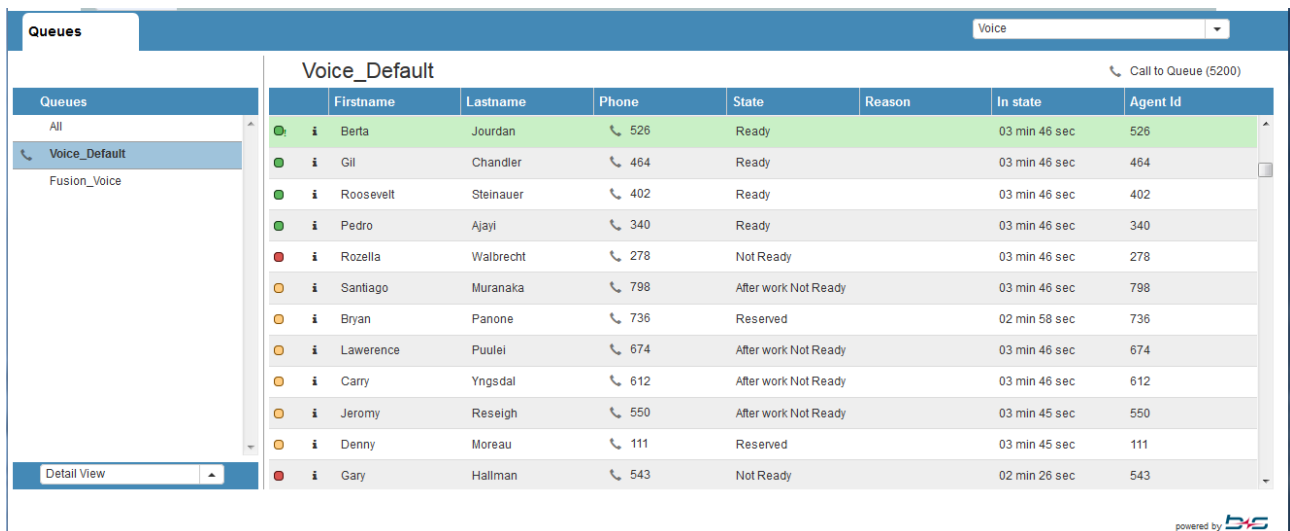 Queues
Voice
Voice_Default
Call to Queue (5200)
Queues
All
Voice_Default
Fusion_Voice
Detail View
Firstname Lastname Phone State Reason In state Agent Id
i Berta Jourdan 526 Ready 03 min 46 sec 526
i Gil Chandler 464 Ready 03 min 46 sec 464
i Roosevelt Steinauer 402 Ready 03 min 46 sec 402
i Pedro Ajayi 340 Ready 03 min 46 sec 340
i Rozella Walbrecht 278 Not Ready 03 min 46 sec 278
i Santiago Muranaka 798 After work Not Ready 03 min 46 sec 798
i Bryan Panone 736 Reserved 02 min 58 sec 736
i Lawerence Puulei 674 After work Not Ready 03 min 46 sec 674
i Carry Yngsdal 612 After work Not Ready 03 min 46 sec 612
i Jeromy Reseigh 550 After work Not Ready 03 min 45 sec 550
i Denny Moreau 111 Reserved 03 min 45 sec 111
i Gary Hallman 543 Not Ready 02 min 26 sec 543
powered by b+s